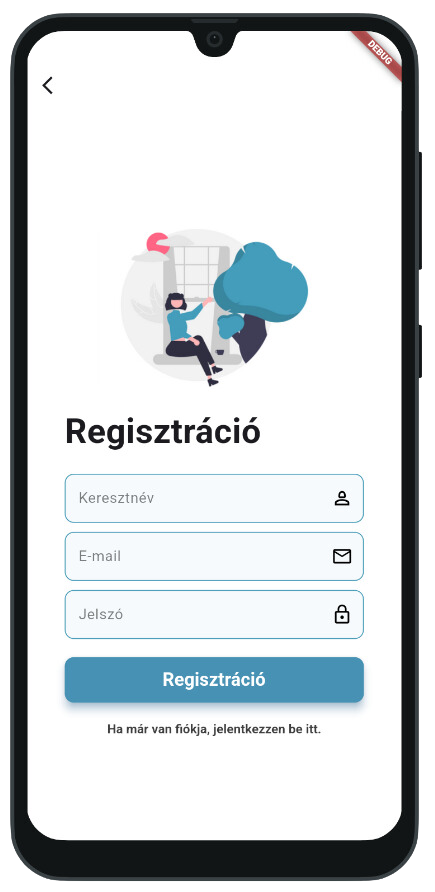 DEBUG
Regisztráció
Keresztnév
E-mail
Jelszó
Regisztráció
Ha már van fiókja, jelentkezzen be itt.